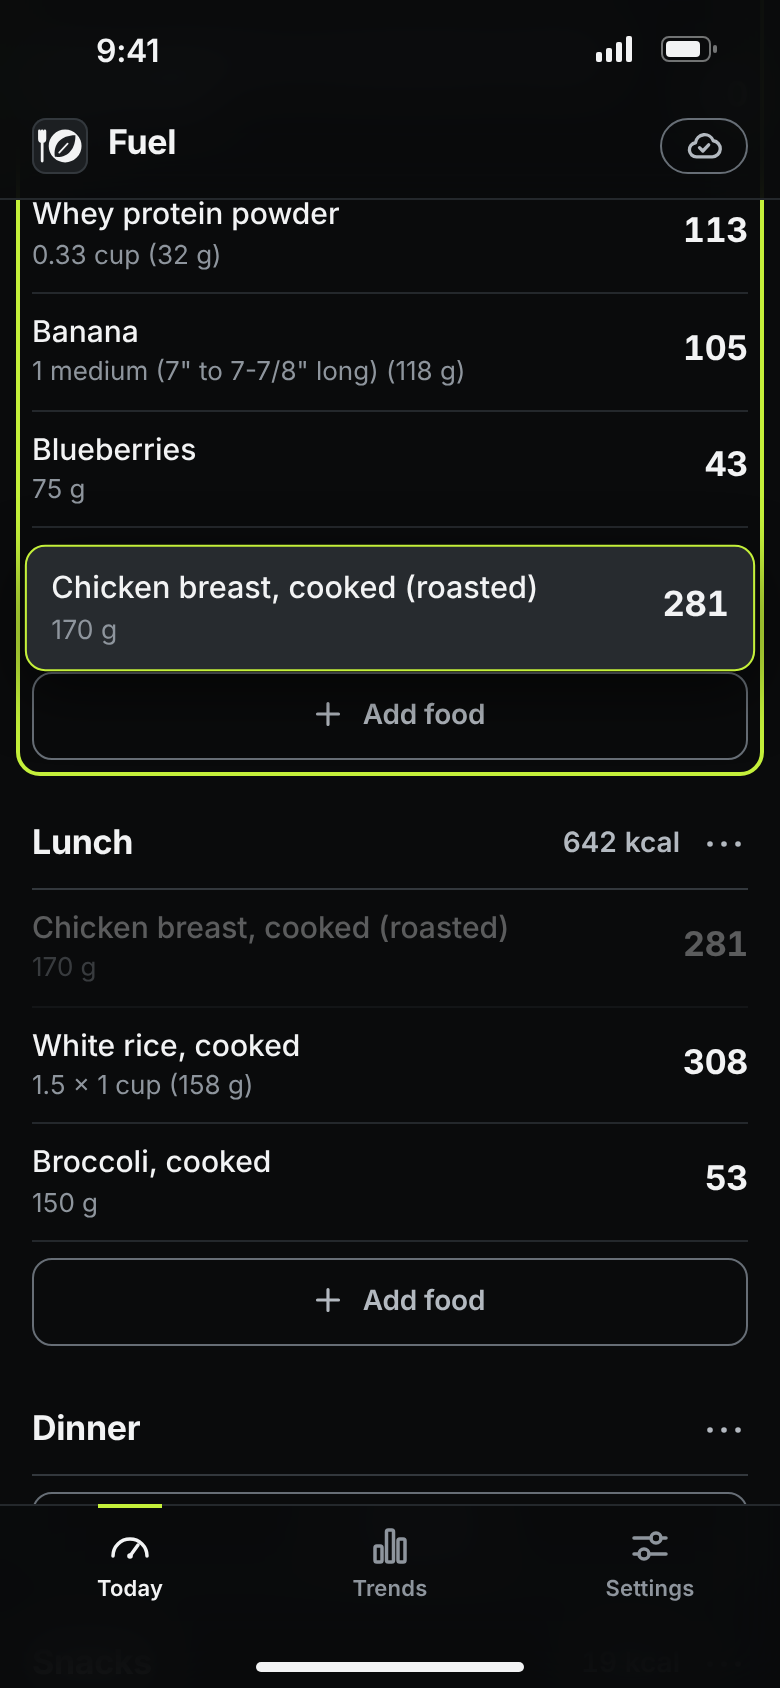 9:41
Fuel
Whey protein powder
113
0.33 cup (32 g)
Banana
105
1 medium (7" to 7-7/8" long) (118 g)
Blueberries
43
75 g
Chicken breast, cooked (roasted)
281
170 g
+ Add food
Lunch
642 kcal
Chicken breast, cooked (roasted)
281
170 g
White rice, cooked
308
1.5 × 1 cup (158 g)
Broccoli, cooked
53
150 g
+ Add food
Dinner
Today
Trends
Settings
Snacks